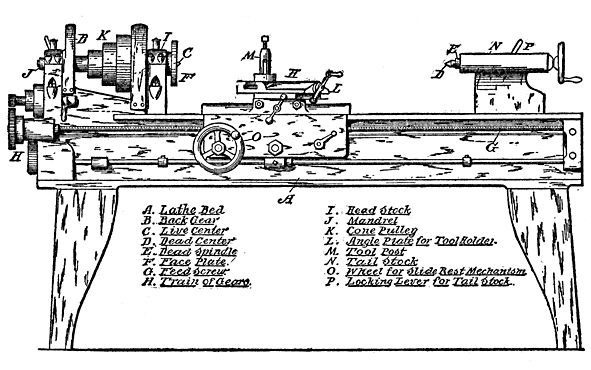 B
K
I
C
F
J
M
H
L
E
D
N
P
O
H
G
A
A. Lathe Bed
B. Back Gear
C. Live Center
D. Dead Center
E. Dead Spindle
F. Face Plate.
G. Feed Screw
H. Train of Gears.
I. Head Stock
J. Mandrel
K. Cone Pulley
L. Angle Plate for Tool Holder.
M. Tool Post
N. Tail Stock
O. Wheel for Slide Rest Mechanism
P. Locking Lever for Tail Stock.